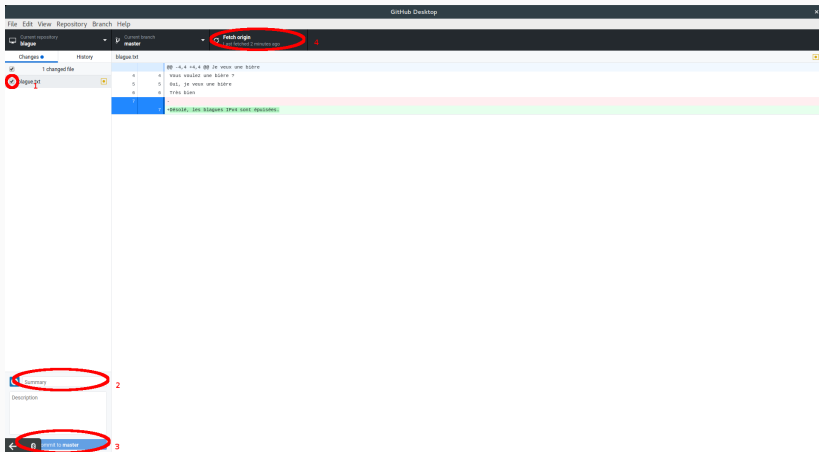 GitHub Desktop
×
File Edit View Repository Branch Help
Current repository
blague
Current branch
master
Fetch origin
Last fetched 2 minutes ago
4
Changes
History
blague.txt
1 changed file
blague.txt
1
@@ -4,4 +4,4 @@ Je veux une bière
4 4 Vous voulez une bière ?
5 5 Oui, je veux une bière
6 6 Très bien
7 -
7 +Désolé, les blagues IPv4 sont épuisées.
Summary
2
Description
ommit to master
3